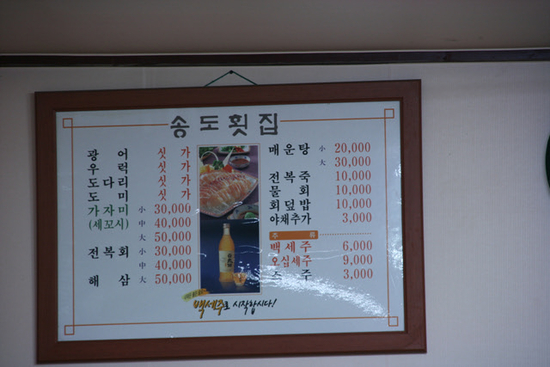 송도횟집
광어 싯가
우럭 싯가
도다리 싯가
도미 싯가
가자미 小 30,000
(세꼬시) 中 40,000
大 50,000
전복회 小 30,000
中 40,000
해삼 大 50,000
매운탕 小 20,000
大 30,000
전복죽 10,000
물회 10,000
회덮밥 10,000
야채추가 3,000
주류
백세주 6,000
오십세주 9,000
소주 3,000
백세주로 시작합시다!